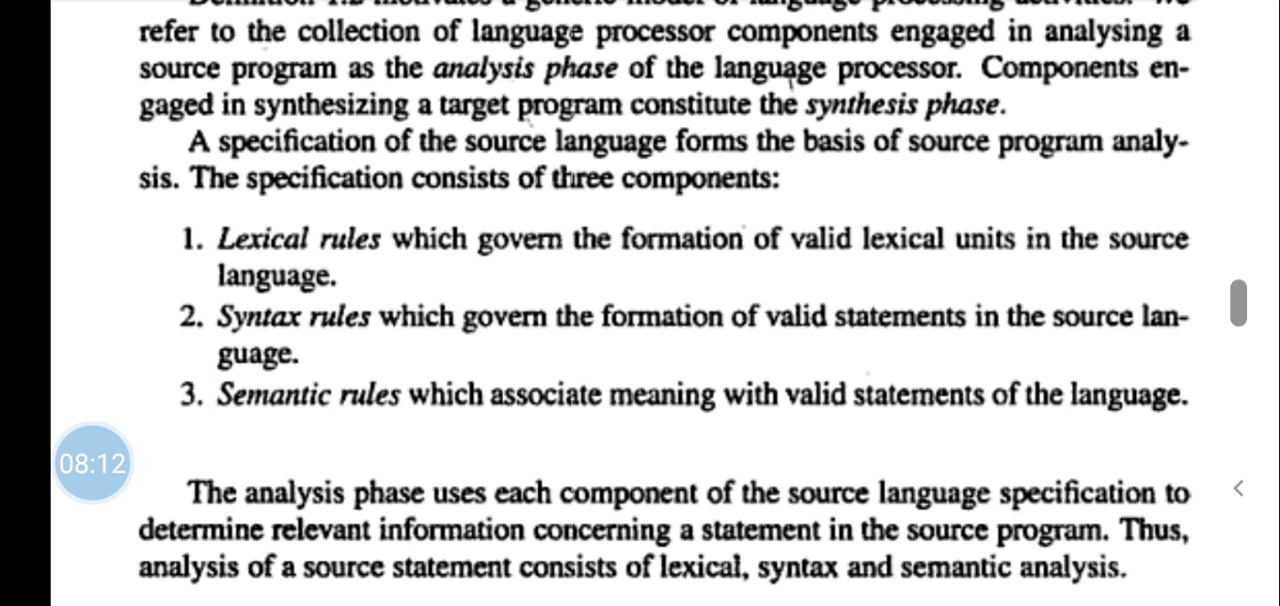 refer to the collection of language processor components engaged in analysing a
source program as the analysis phase of the language processor. Components en-
gaged in synthesizing a target program constitute the synthesis phase.
A specification of the source language forms the basis of source program analy-
sis. The specification consists of three components:
1. Lexical rules which govern the formation of valid lexical units in the source
language.
2. Syntax rules which govern the formation of valid statements in the source lan-
guage.
3. Semantic rules which associate meaning with valid statements of the language.
08:12
The analysis phase uses each component of the source language specification to
determine relevant information concerning a statement in the source program. Thus,
analysis of a source statement consists of lexical, syntax and semantic analysis.